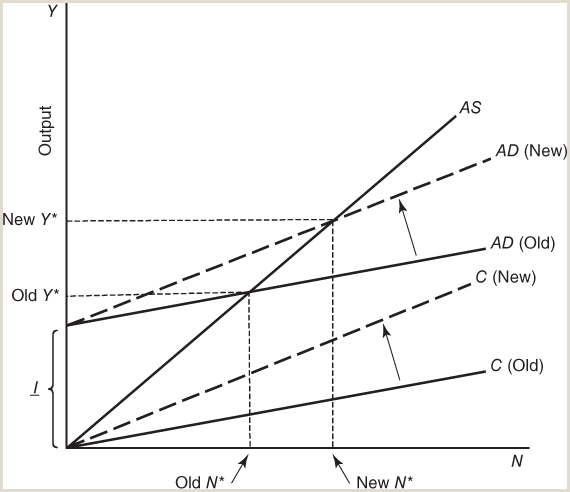 Y
Output
AS
AD (New)
New Y*
AD (Old)
C (New)
Old Y*
I
C (Old)
N
Old N*
New N*